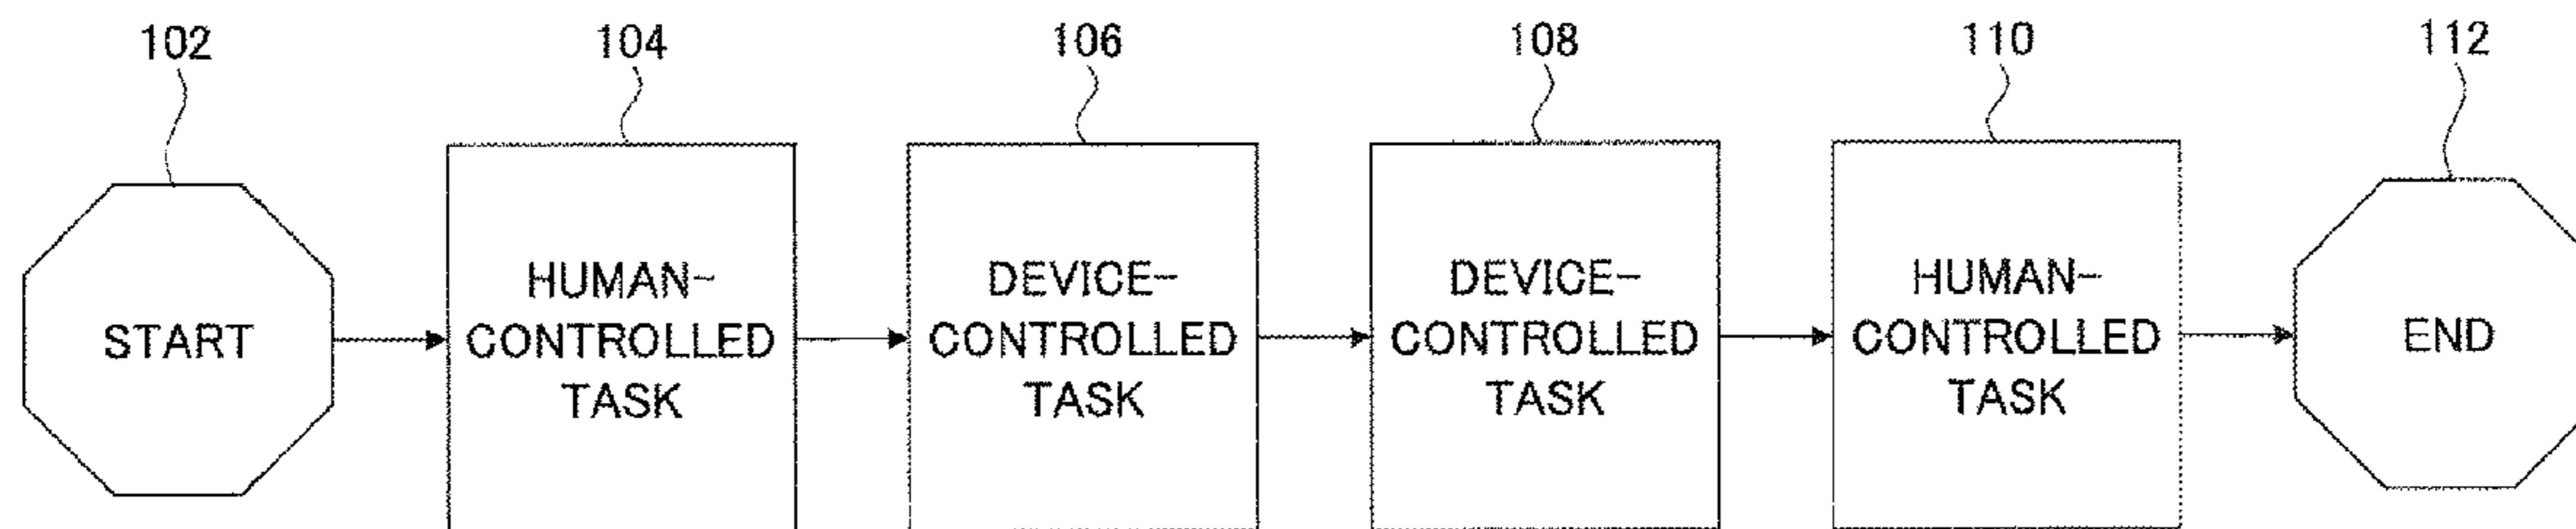 102 104 106 108 110 112
START
HUMAN-
CONTROLLED
TASK
DEVICE-
CONTROLLED
TASK
DEVICE-
CONTROLLED
TASK
HUMAN-
CONTROLLED
TASK
END